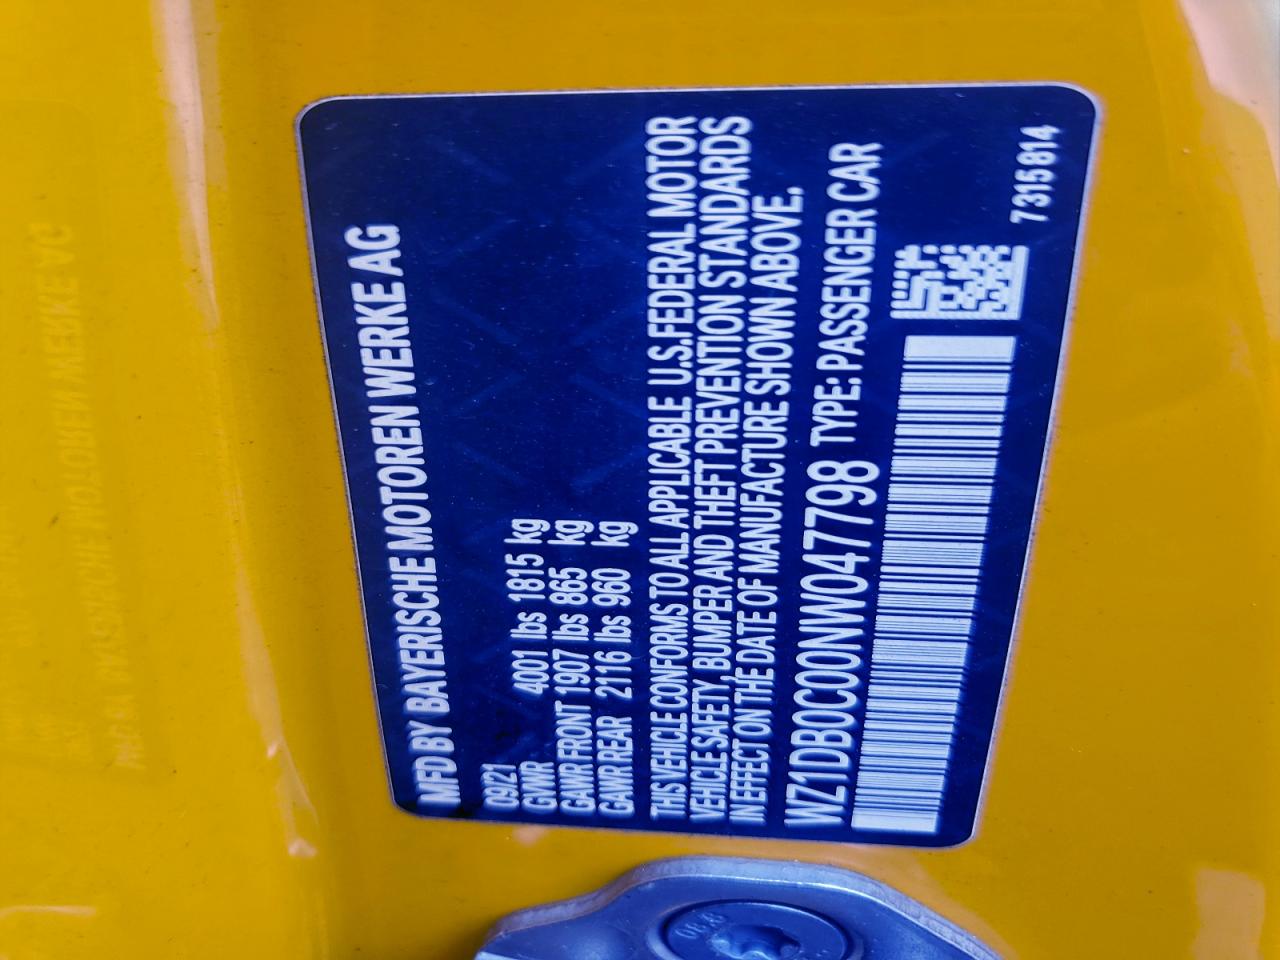 MFD BY BAYERISCHE MOTOREN WERKE AG
09/21
GVWR 4001 lbs 1815 kg
GAWR FRONT 1907 lbs 865 kg
GAWR REAR 2116 lbs 960 kg
THIS VEHICLE CONFORMS TO ALL APPLICABLE U.S.FEDERAL MOTOR
VEHICLE SAFETY, BUMPER AND THEFT PREVENTION STANDARDS
IN EFFECT ON THE DATE OF MANUFACTURE SHOWN ABOVE.
WZ1DB0C00NW047798 TYPE: PASSENGER CAR
7315814